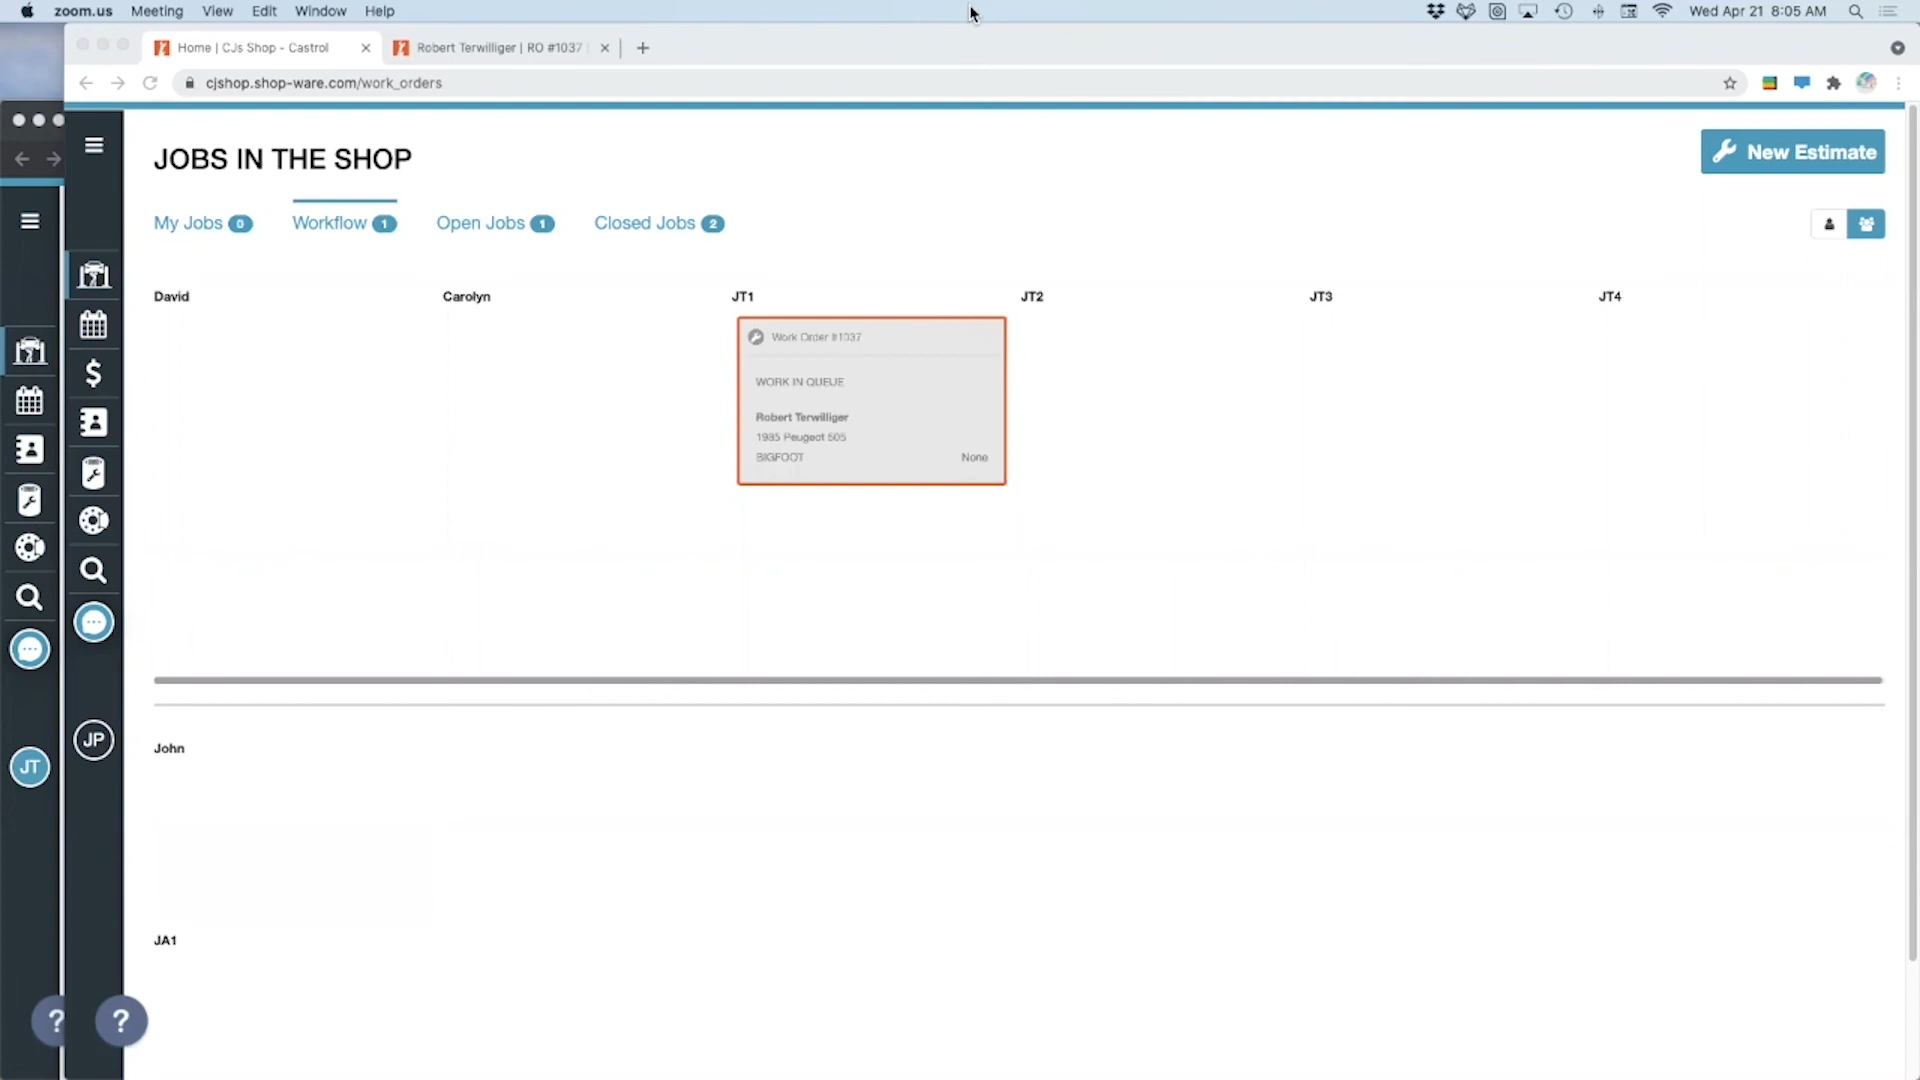 zoom.us Meeting View Edit Window Help Wed Apr 21 8:05 AM
Home | CJs Shop - Castrol Robert Terwilliger | RO #1037 |
cjshop.shop-ware.com/work_orders
JOBS IN THE SHOP
New Estimate
My Jobs 0 Workflow 1 Open Jobs 1 Closed Jobs 2
David Carolyn JT1 JT2 JT3 JT4
Work Order #1037
WORK IN QUEUE
Robert Terwilliger
1985 Peugeot 505
BIGFOOT None
John
JP
JT
JA1
? ?